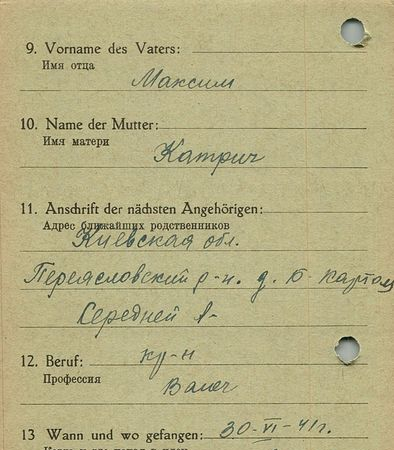 9. Vorname des Vaters:
Имя отца
Максим
10. Name der Mutter:
Имя матери
Катрич
11. Anschrift der nächsten Angehörigen:
Адрес ближайших родственников
Киевская обл.
Переясловский р-н. д. Б-
Середней
12. Beruf: кр-н
Профессия
13 Wann und wo gefangen: 30-VI-41г.